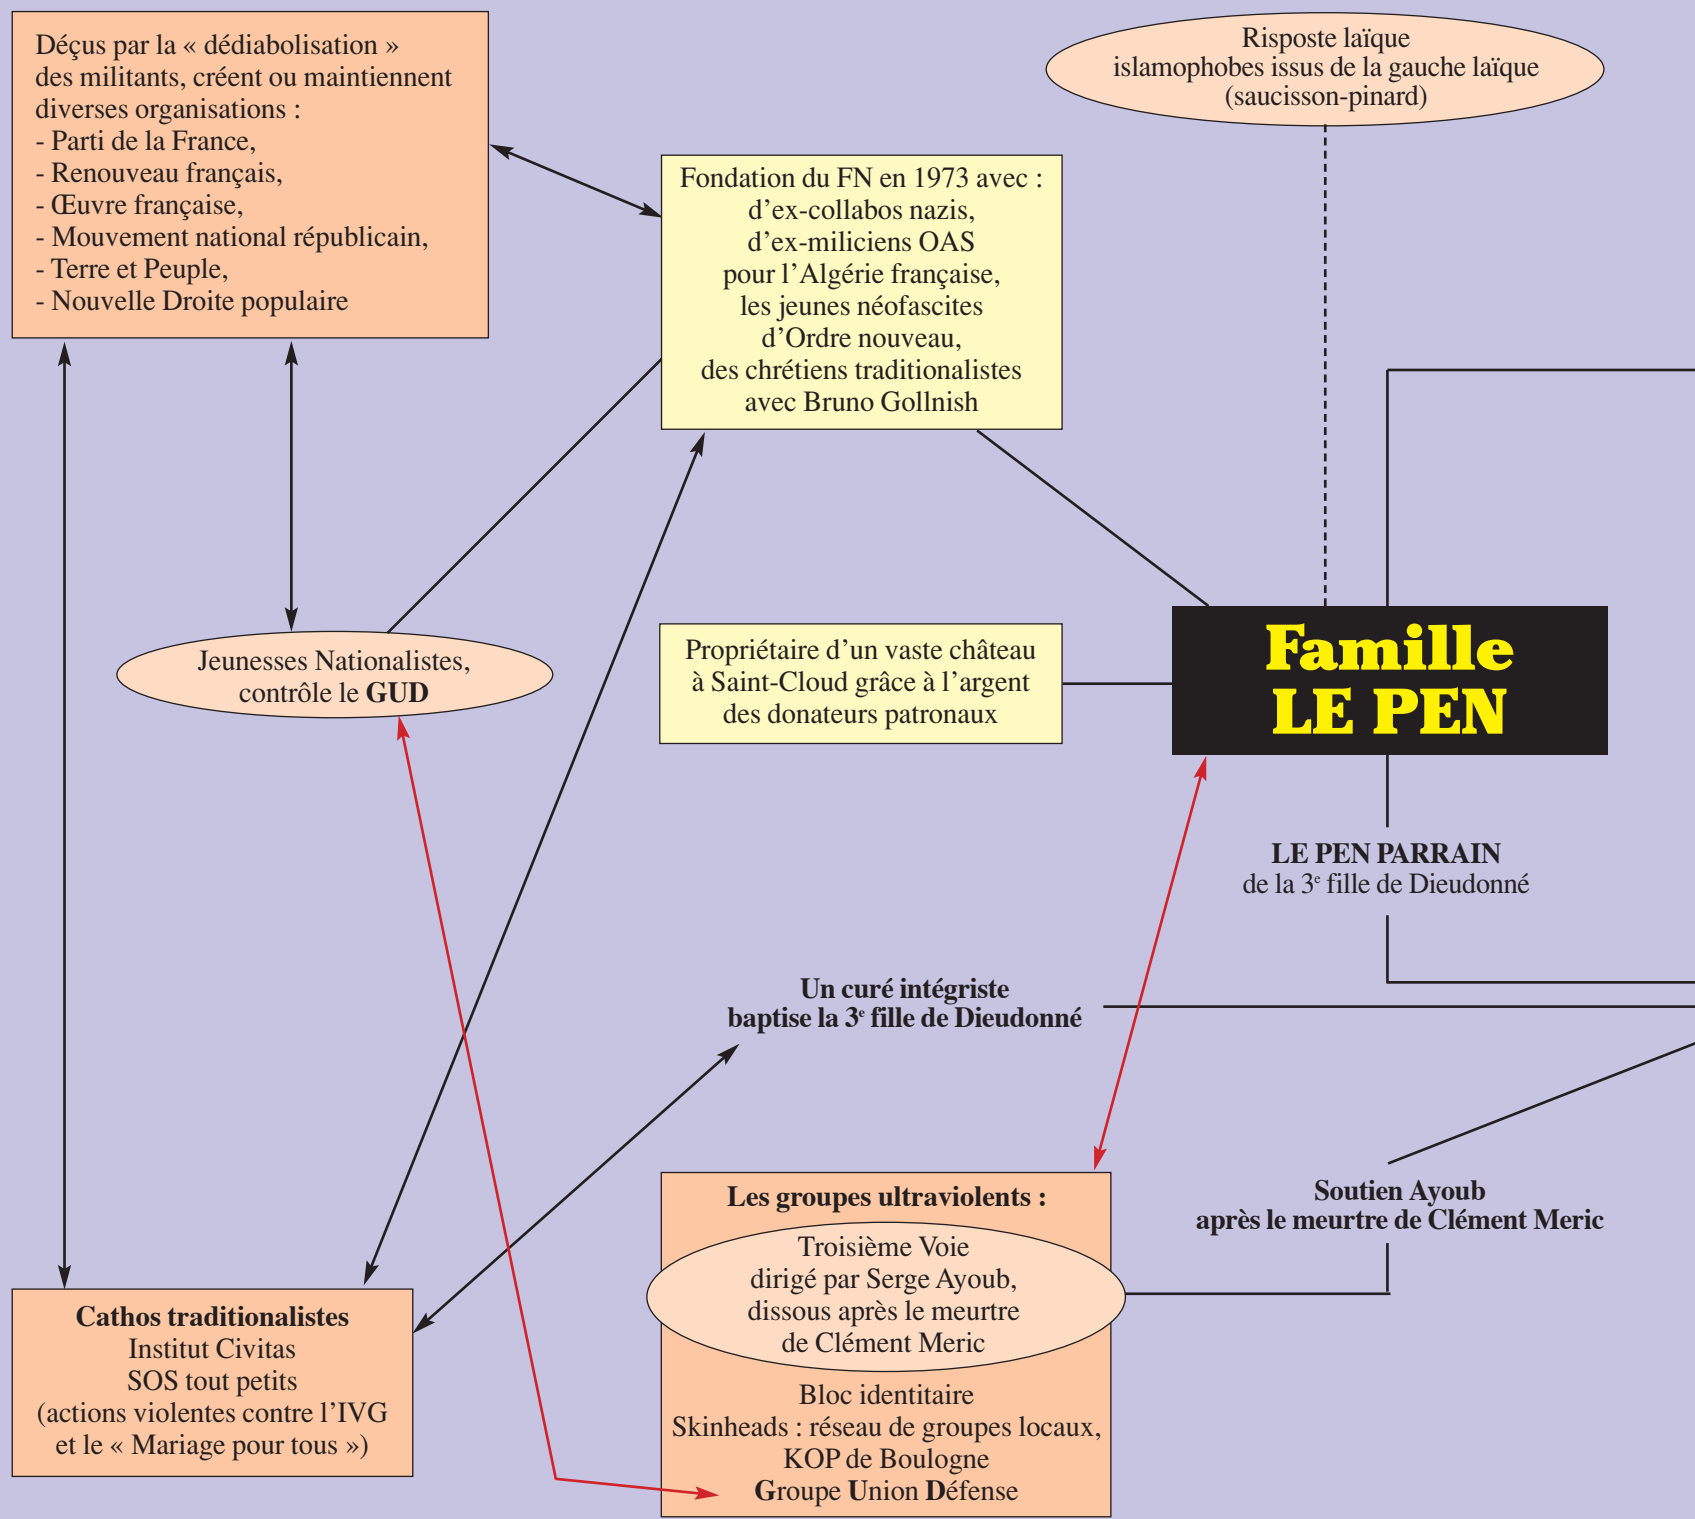 Déçus par la « dédiabolisation »
des militants, créent ou maintiennent
diverses organisations :
- Parti de la France,
- Renouveau français,
- Œuvre française,
- Mouvement national républicain,
- Terre et Peuple,
- Nouvelle Droite populaire
Risposte laïque
islamophobes issus de la gauche laïque
(saucisson-pinard)
Fondation du FN en 1973 avec :
d’ex-collabos nazis,
d’ex-miliciens OAS
pour l’Algérie française,
les jeunes néofascites
d’Ordre nouveau,
des chrétiens traditionalistes
avec Bruno Gollnish
Jeunesses Nationalistes,
contrôle le GUD
Propriétaire d’un vaste château
à Saint-Cloud grâce à l’argent
des donateurs patronaux
Famille
LE PEN
LE PEN PARRAIN
de la 3e fille de Dieudonné
Un curé intégriste
baptise la 3e fille de Dieudonné
Soutien Ayoub
après le meurtre de Clément Meric
Les groupes ultraviolents :
Troisième Voie
dirigé par Serge Ayoub,
dissous après le meurtre
de Clément Meric
Bloc identitaire
Skinheads : réseau de groupes locaux,
KOP de Boulogne
Groupe Union Défense
Cathos traditionalistes
Institut Civitas
SOS tout petits
(actions violentes contre l’IVG
et le « Mariage pour tous »)